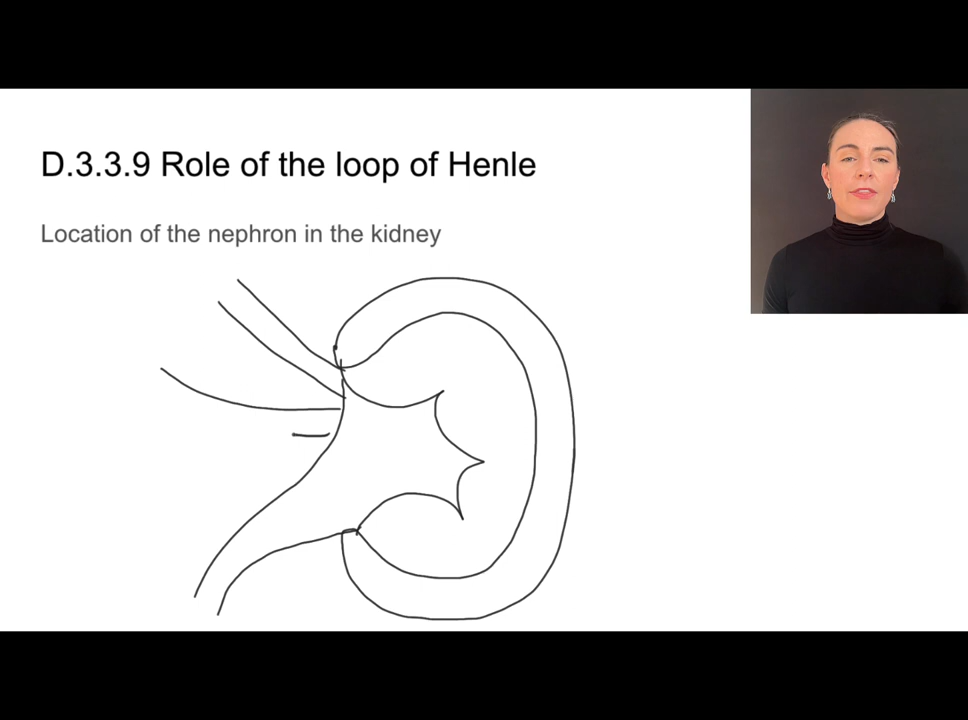 D.3.3.9 Role of the loop of Henle
Location of the nephron in the kidney